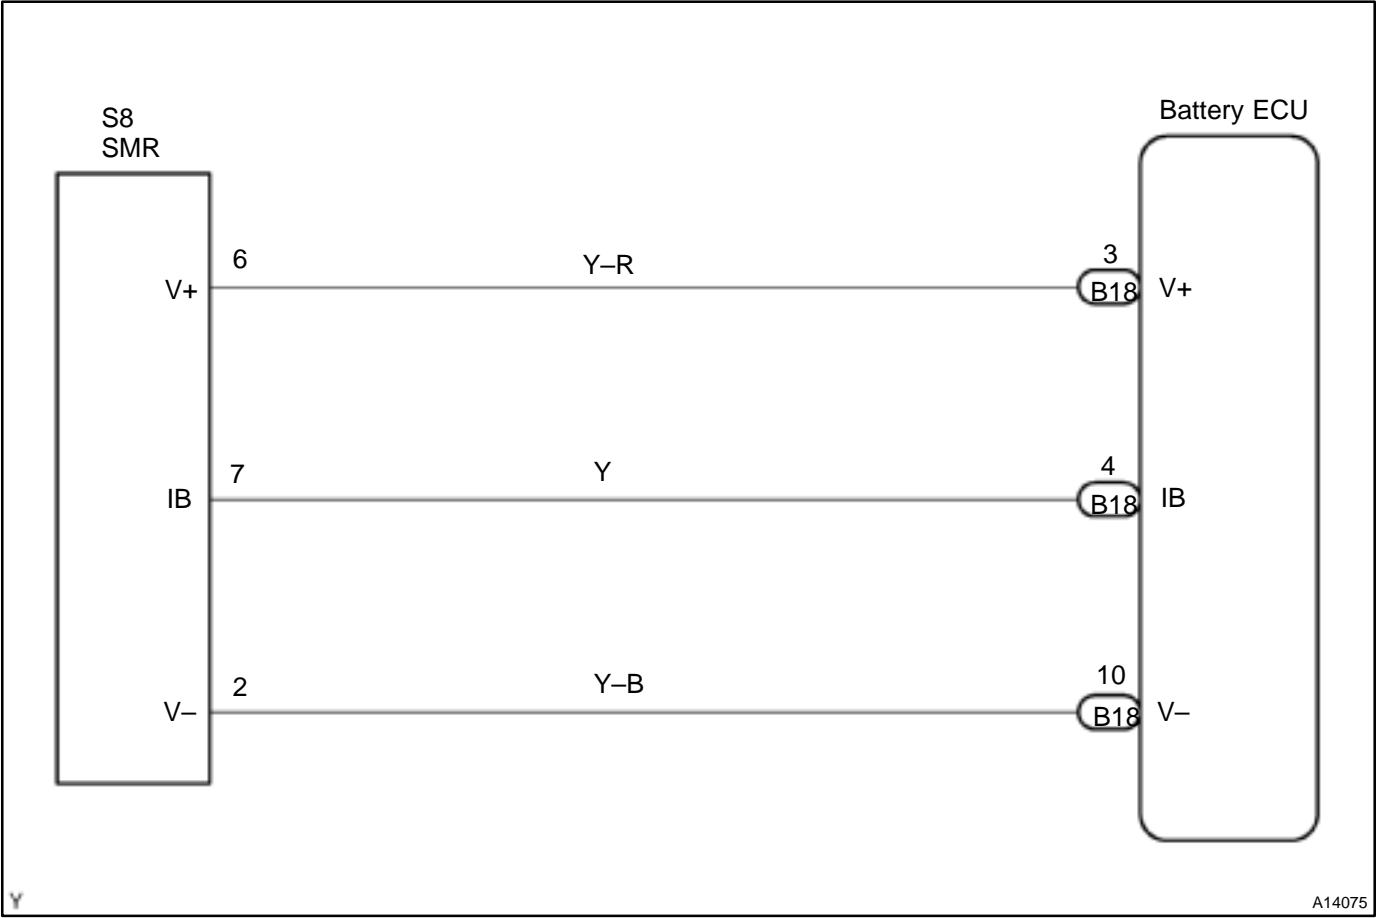 Battery ECU
S8
SMR
6
Y–R
3
V+
B18
V+
7
Y
4
IB
B18
IB
2
Y–B
10
V–
B18
V–
Y
A14075